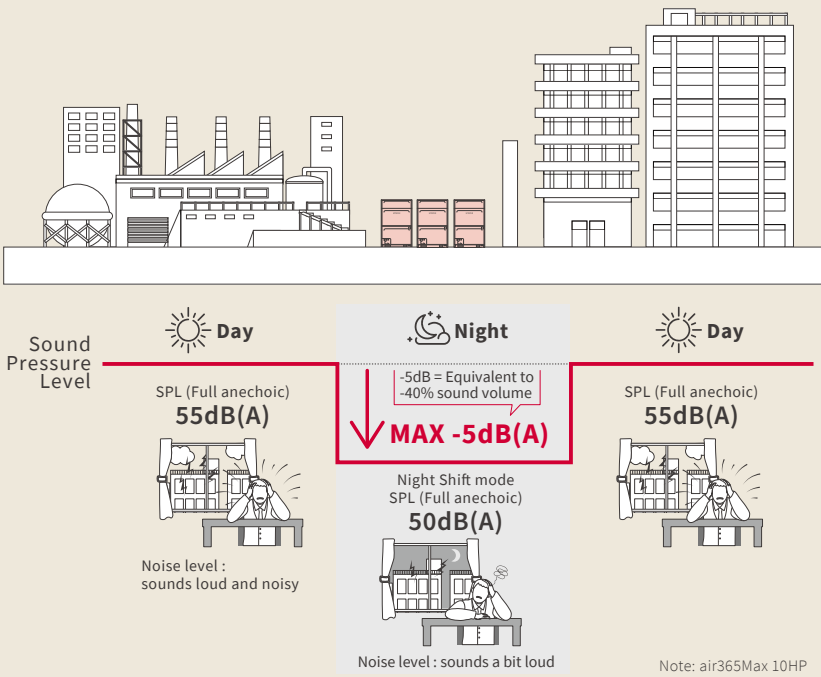 Day
Night
Day
Sound
Pressure
Level
-5dB = Equivalent to
-40% sound volume
SPL (Full anechoic)
55dB(A)
MAX -5dB(A)
SPL (Full anechoic)
55dB(A)
Night Shift mode
SPL (Full anechoic)
50dB(A)
Noise level :
sounds loud and noisy
Noise level : sounds a bit loud
Note: air365Max 10HP